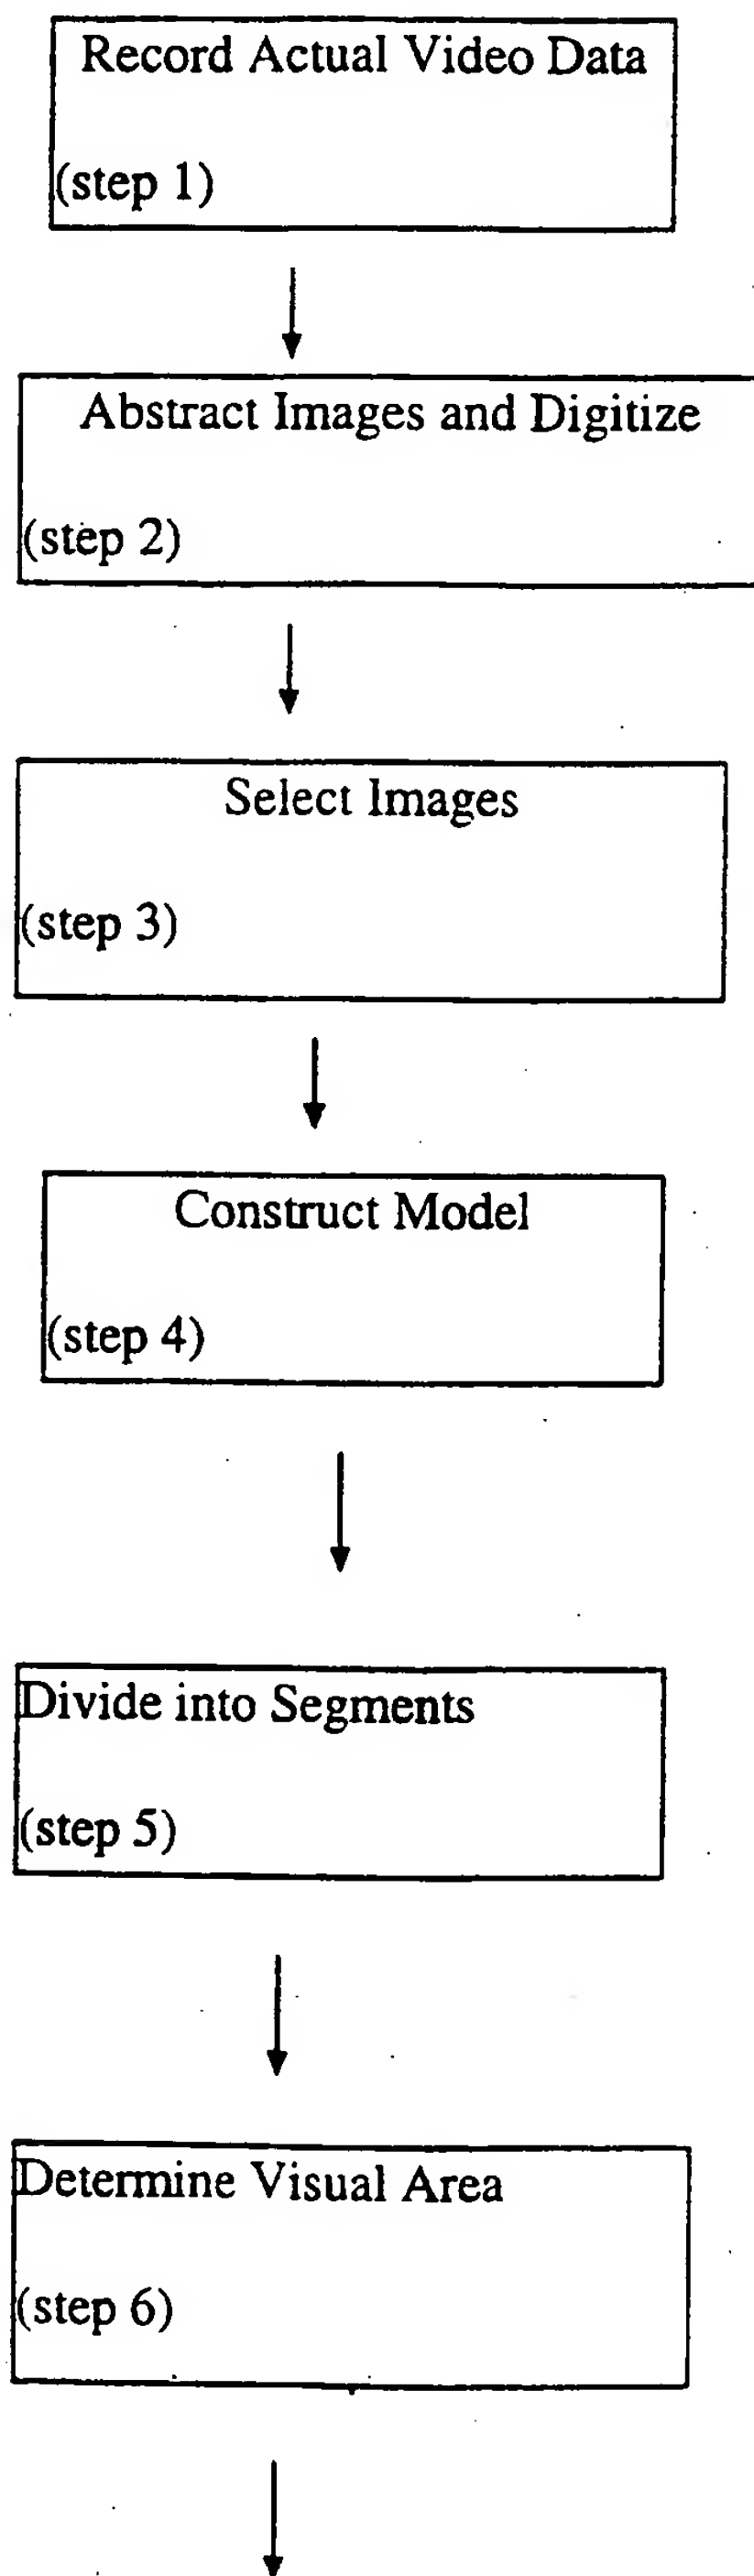 Record Actual Video Data
(step 1)
Abstract Images and Digitize
(step 2)
Select Images
(step 3)
Construct Model
(step 4)
Divide into Segments
(step 5)
Determine Visual Area
(step 6)